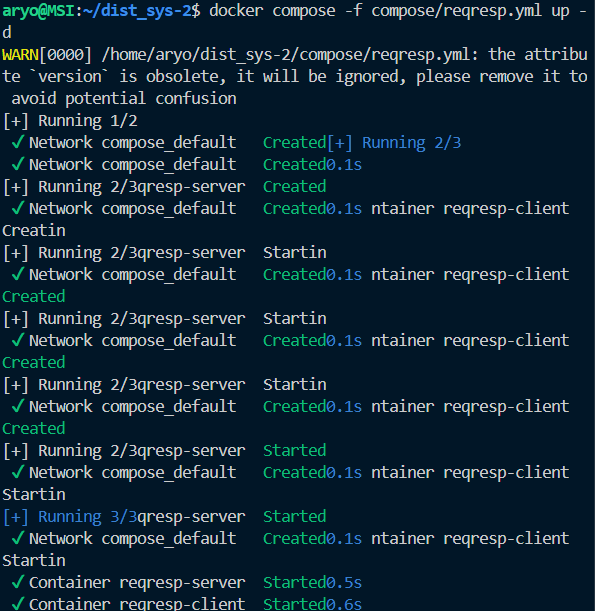 aryo@MSI:~/dist_sys-2$ docker compose -f compose/reqresp.yml up -
d
WARN[0000] /home/aryo/dist_sys-2/compose/reqresp.yml: the attribu
te `version` is obsolete, it will be ignored, please remove it to
 avoid potential confusion
[+] Running 1/2
 ✔ Network compose_default   Created[+] Running 2/3
 ✔ Network compose_default   Created0.1s
[+] Running 2/3qresp-server  Created
 ✔ Network compose_default   Created0.1s ntainer reqresp-client
Creatin
[+] Running 2/3qresp-server  Startin
 ✔ Network compose_default   Created0.1s ntainer reqresp-client
Created
[+] Running 2/3qresp-server  Startin
 ✔ Network compose_default   Created0.1s ntainer reqresp-client
Created
[+] Running 2/3qresp-server  Startin
 ✔ Network compose_default   Created0.1s ntainer reqresp-client
Created
[+] Running 2/3qresp-server  Started
 ✔ Network compose_default   Created0.1s ntainer reqresp-client
Startin
[+] Running 3/3qresp-server  Started
 ✔ Network compose_default   Created0.1s ntainer reqresp-client
Startin
 ✔ Container reqresp-server  Started0.5s
 ✔ Container reqresp-client  Started0.6s